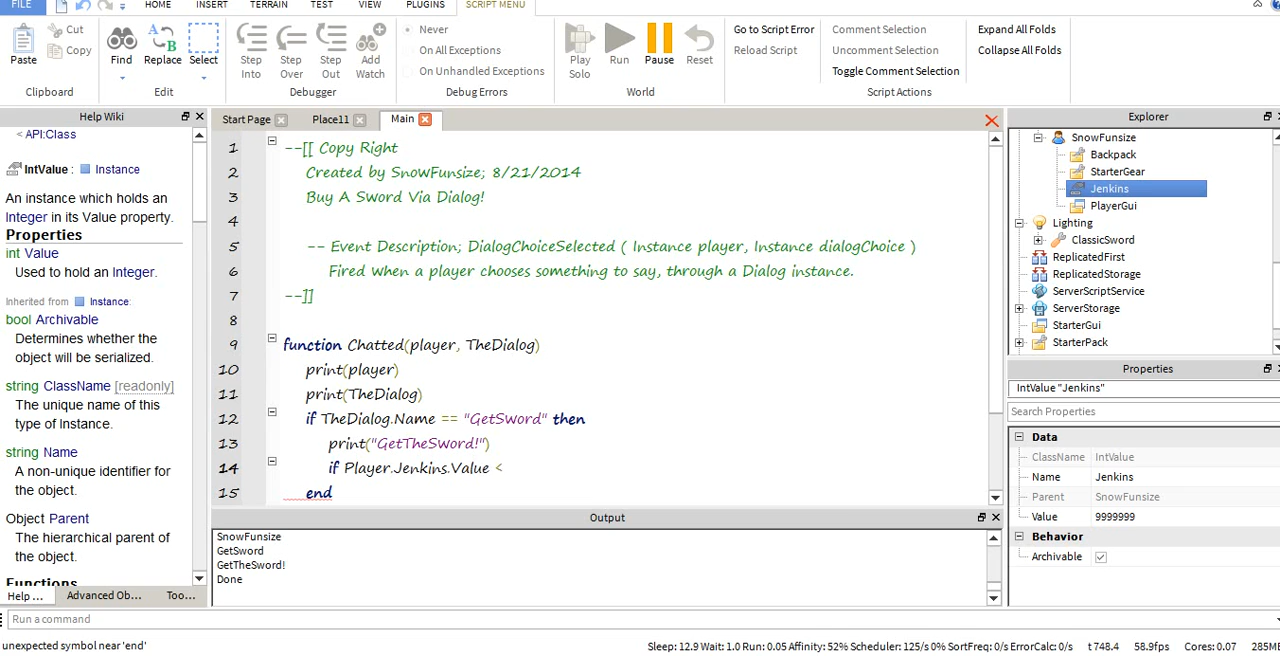 FILE HOME INSERT TERRAIN TEST VIEW PLUGINS SCRIPT MENU
Paste Cut Copy
Clipboard
Find Replace Select
Edit
Step Into Step Over Step Out Add Watch
Debugger
Never
On All Exceptions
On Unhandled Exceptions
Debug Errors
Play Solo Run Pause Reset
World
Go to Script Error
Reload Script
Comment Selection
Uncomment Selection
Toggle Comment Selection
Expand All Folds
Collapse All Folds
Script Actions
Help Wiki
< API:Class
IntValue : Instance
An instance which holds an
Integer in its Value property.
Properties
int Value
Used to hold an Integer.
Inherited from Instance:
bool Archivable
Determines whether the
object will be serialized.
string ClassName [readonly]
The unique name of this
type of Instance.
string Name
A non-unique identifier for
the object.
Object Parent
The hierarchical parent of
the object.
Functions
Help ... Advanced Ob... Too...
Start Page Place11 Main
1 --[[ Copy Right
2 Created by SnowFunsize; 8/21/2014
3 Buy A Sword Via Dialog!
4
5 -- Event Description; DialogChoiceSelected ( Instance player, Instance dialogChoice )
6 Fired when a player chooses something to say, through a Dialog instance.
7 --]]
8
9 function Chatted(player, TheDialog)
10 print(player)
11 print(TheDialog)
12 if TheDialog.Name == "GetSword" then
13 print("GetTheSword!")
14 if Player.Jenkins.Value <
15 end
Output
SnowFunsize
GetSword
GetTheSword!
Done
Explorer
SnowFunsize
Backpack
StarterGear
Jenkins
PlayerGui
Lighting
ClassicSword
ReplicatedFirst
ReplicatedStorage
ServerScriptService
ServerStorage
StarterGui
StarterPack
Properties
IntValue "Jenkins"
Search Properties
Data
ClassName IntValue
Name Jenkins
Parent SnowFunsize
Value 9999999
Behavior
Archivable
Run a command
unexpected symbol near 'end'
Sleep: 12.9 Wait: 1.0 Run: 0.05 Affinity: 52% Scheduler: 125/s 0% SortFreq: 0/s ErrorCalc: 0/s t 748.4 58.9fps Cores: 0.07 285M